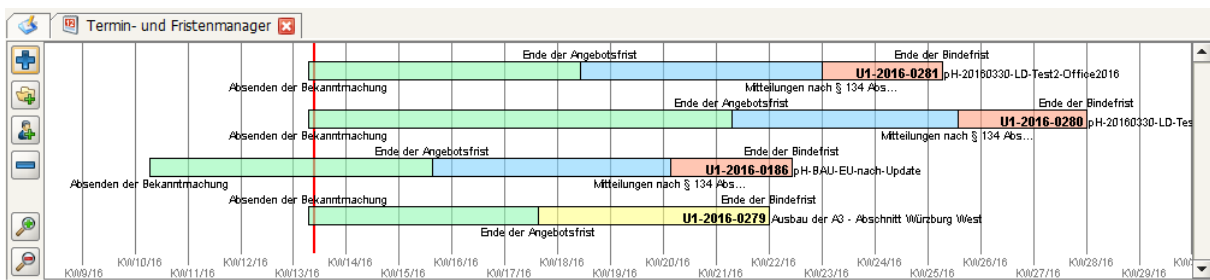 Termin- und Fristenmanager
Ende der Angebotsfrist Ende der Bindefrist
U1-2016-0281 pH-20160330-LD-Test2-Office2016
Absenden der Bekanntmachung Mitteilungen nach § 134 Abs...
Ende der Angebotsfrist Ende der Bindefrist
U1-2016-0280 pH-20160330-LD-Tes
Absenden der Bekanntmachung Mitteilungen nach § 134 Abs...
Ende der Angebotsfrist Ende der Bindefrist
U1-2016-0186 pH-BAU-EU-nach-Update
Absenden der Bekanntmachung Mitteilungen nach § 134 Abs...
Absenden der Bekanntmachung Ende der Bindefrist
U1-2016-0279 Ausbau der A3 - Abschnitt Würzburg West
Ende der Angebotsfrist
KW10/16 KW12/16 KW14/16 KW16/16 KW18/16 KW20/16 KW22/16 KW24/16 KW26/16 KW28/16
KW9/16 KW11/16 KW13/16 KW15/16 KW17/16 KW19/16 KW21/16 KW23/16 KW25/16 KW27/16 KW29/16